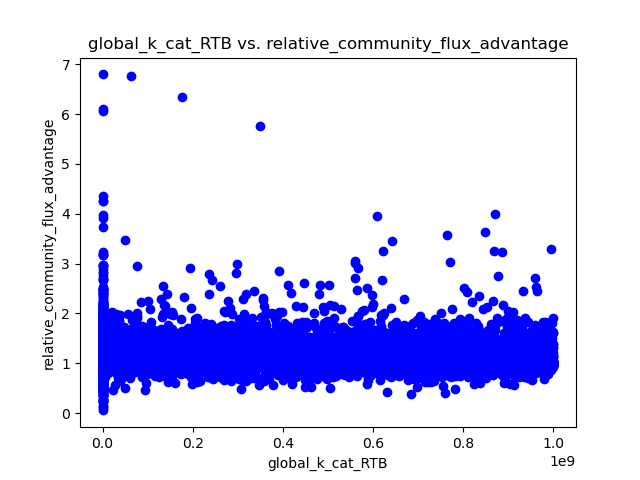 global_k_cat_RTB vs. relative_community_flux_advantage
7
6
5
4
3
2
1
0
relative_community_flux_advantage
0.0 0.2 0.4 0.6 0.8 1.0
1e9
global_k_cat_RTB